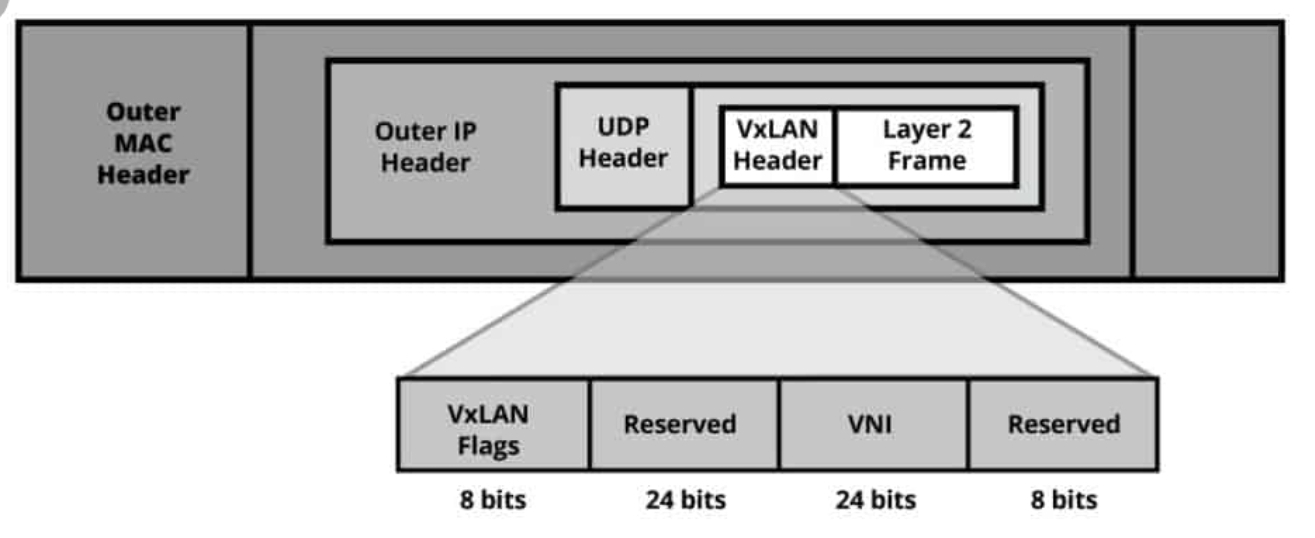 Outer
MAC
Header
Outer IP
Header
UDP
Header
VxLAN
Header
Layer 2
Frame
VxLAN
Flags
Reserved
VNI
Reserved
8 bits
24 bits
24 bits
8 bits